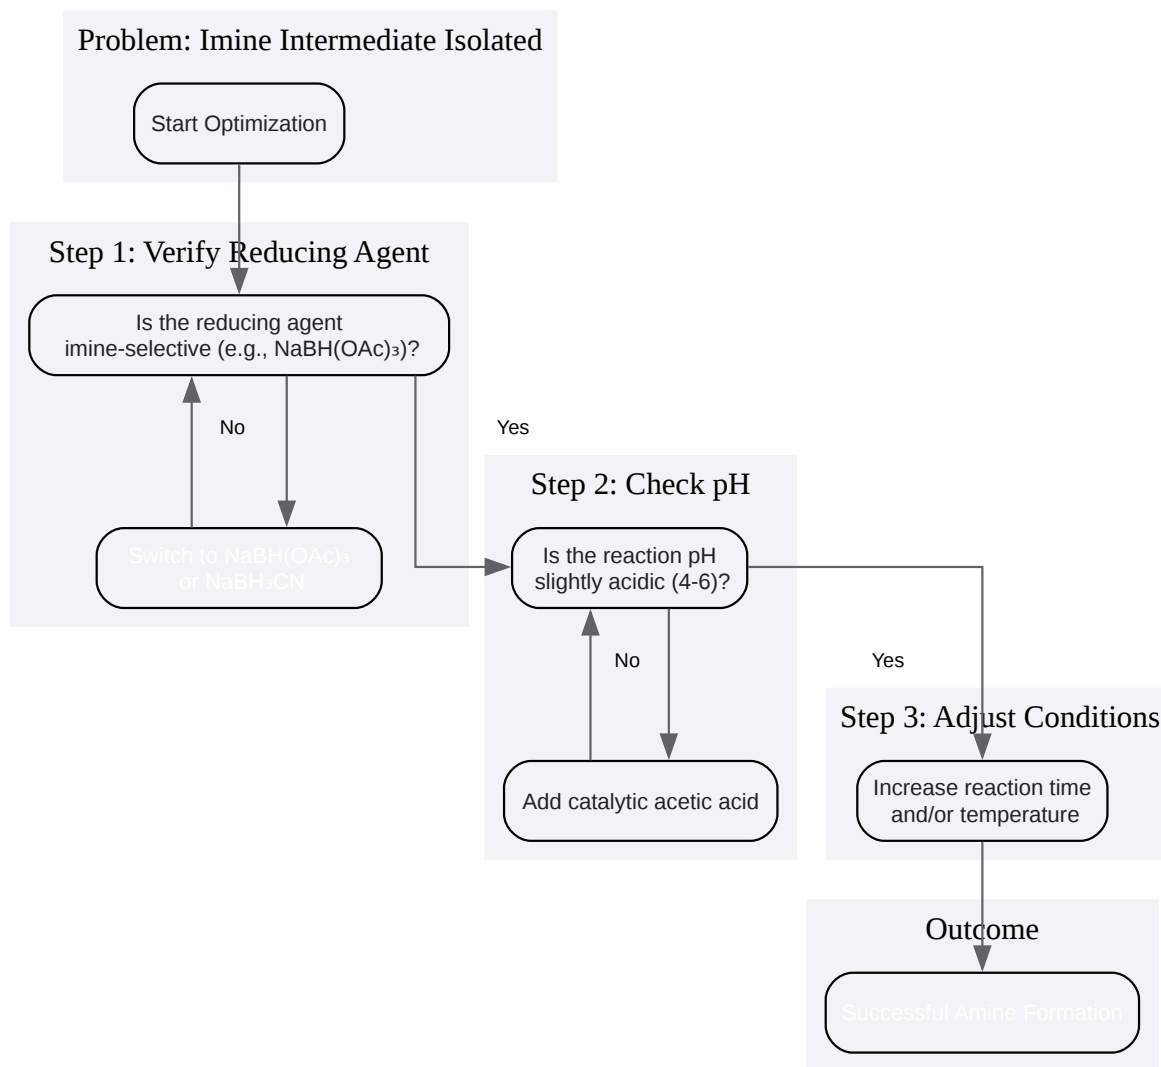 Problem: Imine Intermediate Isolated
Start Optimization
Step 1: Verify Reducing Agent
Is the reducing agent
imine-selective (e.g., NaBH(OAc)₃)?
No
Yes
Switch to NaBH(OAc)₃
or NaBH₃CN
Step 2: Check pH
Is the reaction pH
slightly acidic (4-6)?
No
Yes
Add catalytic acetic acid
Step 3: Adjust Conditions
Increase reaction time
and/or temperature
Outcome
Successful Amine Formation